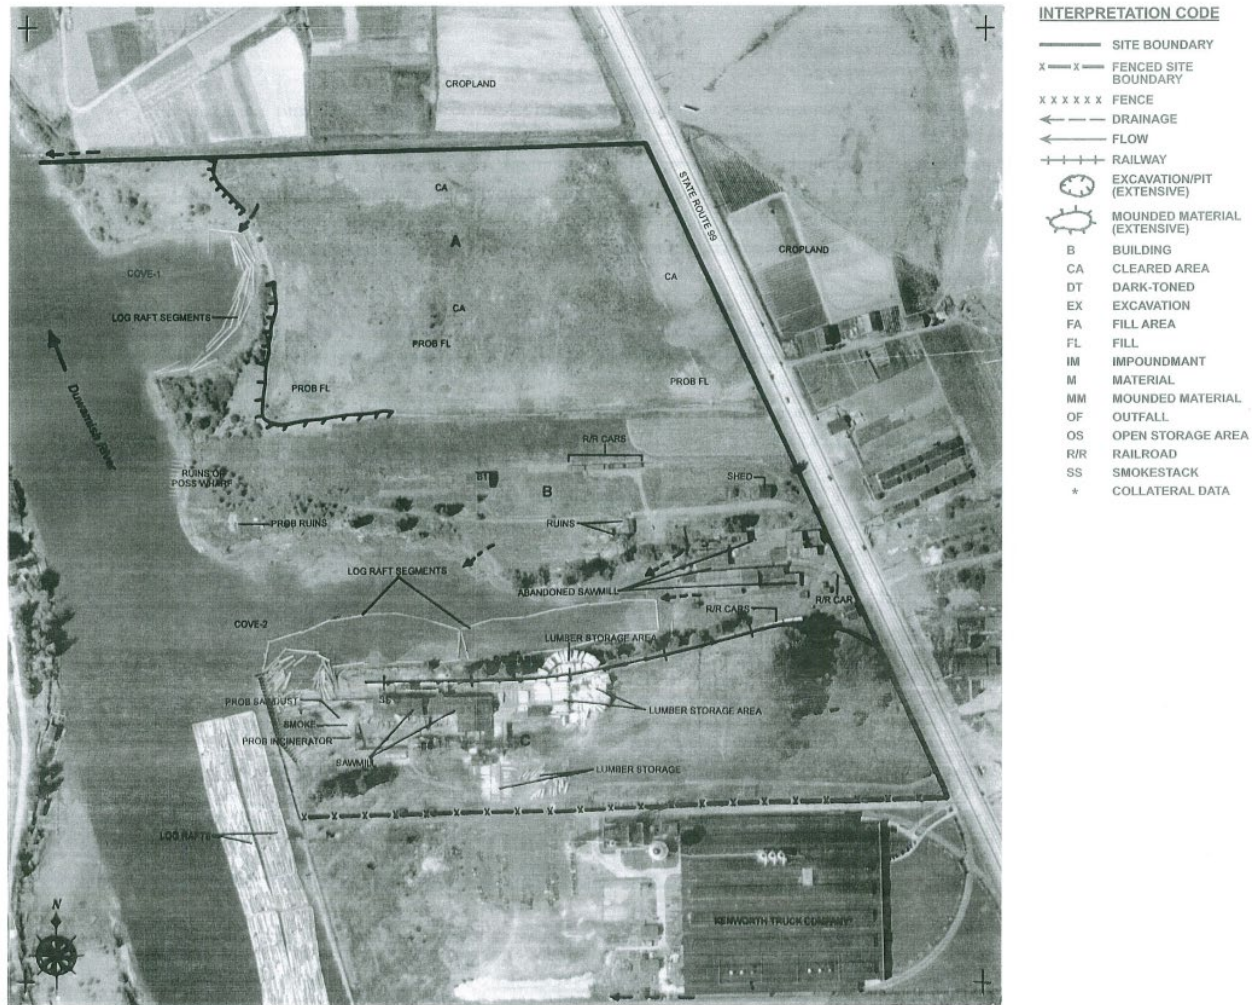 CROPLAND
STATE ROUTE 99
CA
A
CROPLAND
COVE-1
CA
CA
LOG RAFT SEGMENTS
PROB FL
PROB FL
PROB FL
Duwamish River
R/R CARS
RUINS OF
POSS WHARF
DT
SHED
B
PROB RUINS
RUINS
LOG RAFT SEGMENTS
ABANDONED SAWMILL
R/R CAR
R/R CARS
COVE-2
LUMBER STORAGE AREA
PROB SAWDUST
SS
LUMBER STORAGE AREA
SMOKE
PROB INCINERATOR
C
SAWMILL
LUMBER STORAGE
LOG RAFTS
N
KENWORTH TRUCK COMPANY*
INTERPRETATION CODE
SITE BOUNDARY
FENCED SITE
BOUNDARY
FENCE
DRAINAGE
FLOW
RAILWAY
EXCAVATION/PIT
(EXTENSIVE)
MOUNDED MATERIAL
(EXTENSIVE)
B BUILDING
CA CLEARED AREA
DT DARK-TONED
EX EXCAVATION
FA FILL AREA
FL FILL
IM IMPOUNDMANT
M MATERIAL
MM MOUNDED MATERIAL
OF OUTFALL
OS OPEN STORAGE AREA
R/R RAILROAD
SS SMOKESTACK
* COLLATERAL DATA